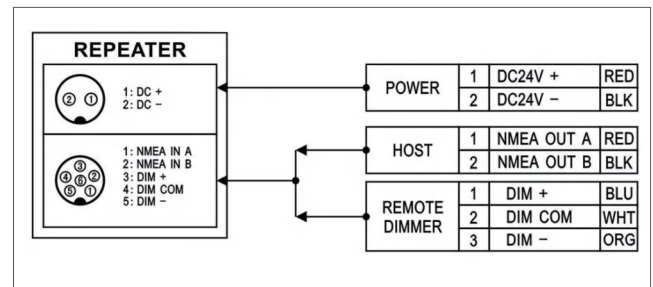 REPEATER
② ①
1: DC +
2: DC −
③
④ ⑥ ②
⑤ ①
1: NMEA IN A
2: NMEA IN B
3: DIM +
4: DIM COM
5: DIM −
POWER
1 DC24V + RED
2 DC24V − BLK
HOST
1 NMEA OUT A RED
2 NMEA OUT B BLK
REMOTE
DIMMER
1 DIM + BLU
2 DIM COM WHT
3 DIM − ORG